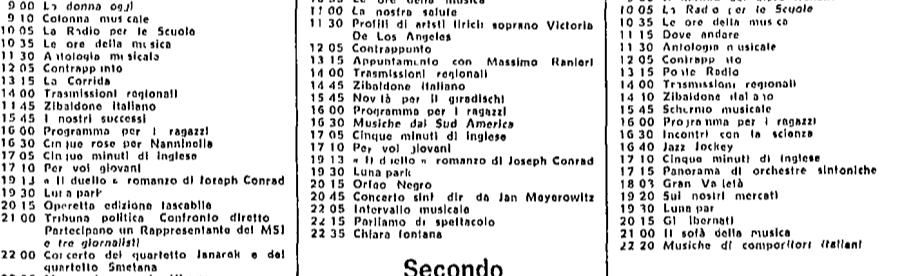 9 00 La donna oggi
9 10 Colonna musicale
10 05 La Radio per le Scuole
10 35 Le ore della musica
11 30 Antologia musicale
12 05 Contrappunto
13 15 La Corrida
14 00 Trasmissioni regionali
11 45 Zibaldone italiano
15 45 I nostri successi
16 00 Programma per i ragazzi
16 30 Cinque rose per Nanninella
17 05 Cinque minuti di inglese
17 10 Per voi giovani
19 13 « Il duello » romanzo di Joseph Conrad
19 30 Luna park
20 15 Operetta edizione tascabile
21 00 Tribuna politica Confronto diretto
Partecipano un Rappresentante del MSI
e tre giornalisti
22 00 Concerto del quartetto Janacek e del
quartetto Smetana
11 00 La nostra salute
11 30 Profili di artisti lirici soprano Victoria
De Los Angeles
12 05 Contrappunto
13 15 Appuntamento con Massimo Ranieri
14 00 Trasmissioni regionali
14 45 Zibaldone italiano
15 45 Novità per il giradischi
16 00 Programma per i ragazzi
16 30 Musiche dal Sud America
17 05 Cinque minuti di inglese
17 10 Per voi giovani
19 13 « Il duello » romanzo di Joseph Conrad
19 30 Luna park
20 15 Orfeo Negro
20 45 Concerto sinf dir da Jan Meyerowitz
22 05 Intervallo musicale
22 15 Parliamo di spettacolo
22 35 Chiara fontana
Secondo
10 05 La Radio per le Scuole
10 35 Le ore della musica
11 15 Dove andare
11 30 Antologia musicale
12 05 Contrappunto
13 15 Ponte Radio
14 00 Trasmissioni regionali
14 10 Zibaldone italiano
15 45 Schermo musicale
16 00 Programma per i ragazzi
16 30 Incontri con la scienza
16 40 Jazz Jockey
17 10 Cinque minuti di inglese
17 15 Panorama di orchestre sinfoniche
18 03 Gran Varietà
19 20 Sui nostri mercati
19 30 Luna par
20 15 Gl Ibernati
21 00 Il sofà della musica
22 20 Musiche di compositori italiani